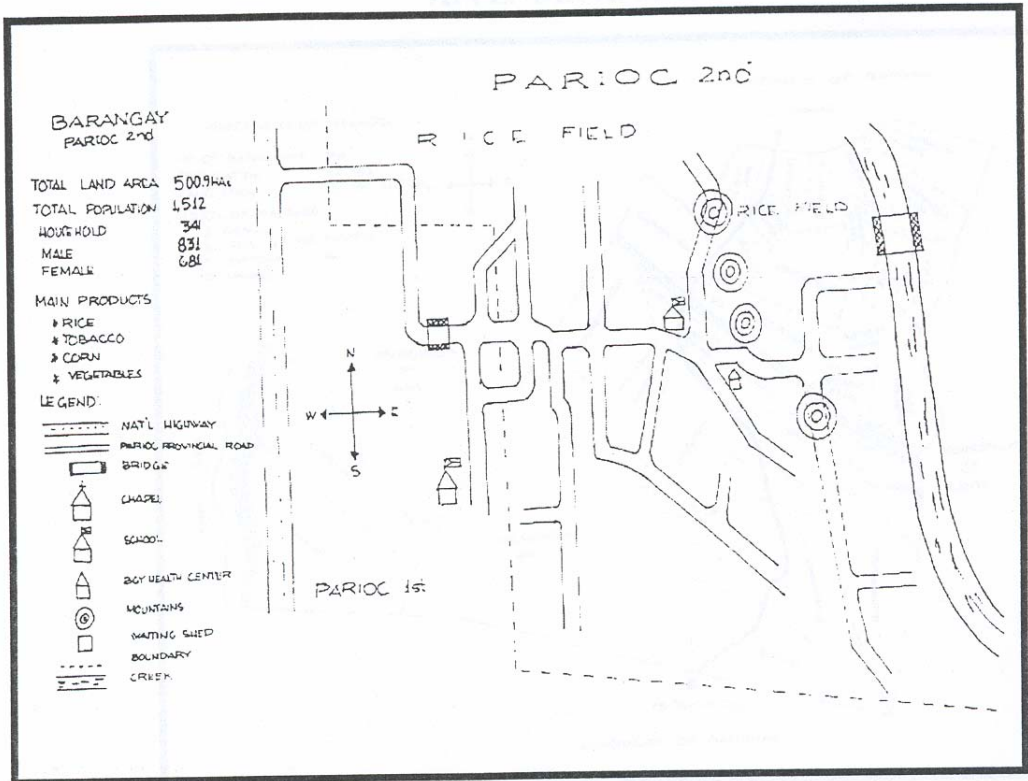 PARIOC 2nd
BARANGAY
PARIOC 2nd
RICE FIELD
TOTAL LAND AREA 500.9 HAs
TOTAL POPULATION 1,512
HOUSEHOLD 341
MALE 831
FEMALE 681
RICE FIELD
MAIN PRODUCTS
* RICE
* TOBACCO
* CORN
* VEGETABLES
LEGEND:
N
W E
S
NAT'L HIGHWAY
PARIOC PROVINCIAL ROAD
BRIDGE
CHAPEL
SCHOOL
BGY HEALTH CENTER
MOUNTAINS
WAITING SHED
BOUNDARY
CREEK
PARIOC 1st